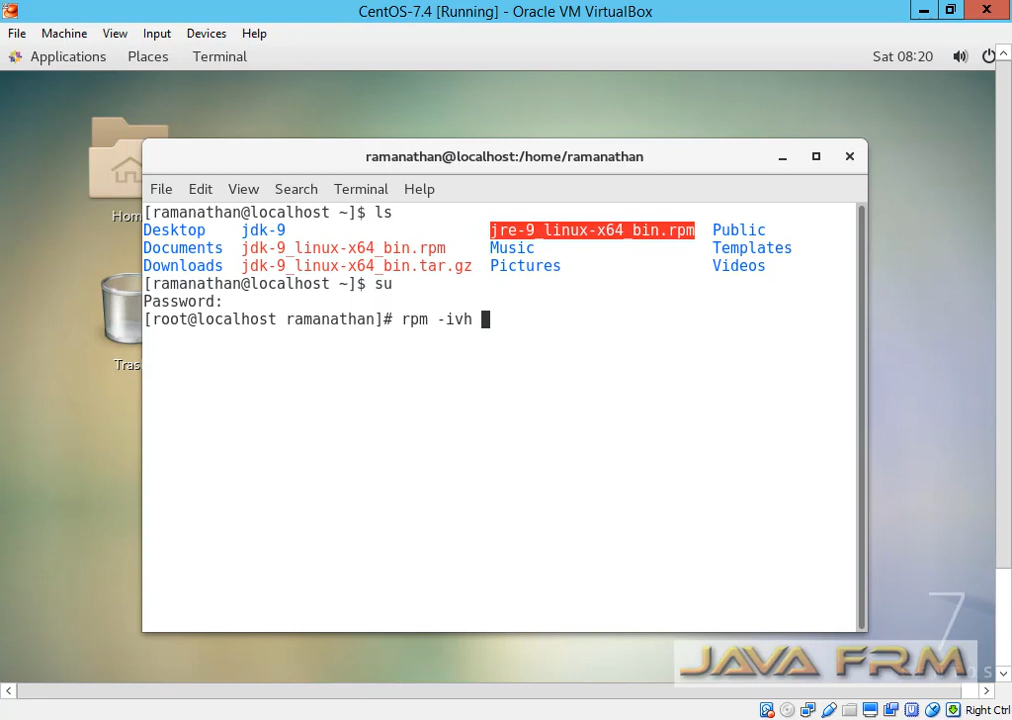 CentOS-7.4 [Running] - Oracle VM VirtualBox
File Machine View Input Devices Help
Applications Places Terminal Sat 08:20
ramanathan@localhost:/home/ramanathan
File Edit View Search Terminal Help
[ramanathan@localhost ~]$ ls
Desktop jdk-9 jre-9_linux-x64_bin.rpm Public
Documents jdk-9_linux-x64_bin.rpm Music Templates
Downloads jdk-9_linux-x64_bin.tar.gz Pictures Videos
[ramanathan@localhost ~]$ su
Password:
[root@localhost ramanathan]# rpm -ivh
Hom
Tras
7
JAVA FRM
Right Ctrl